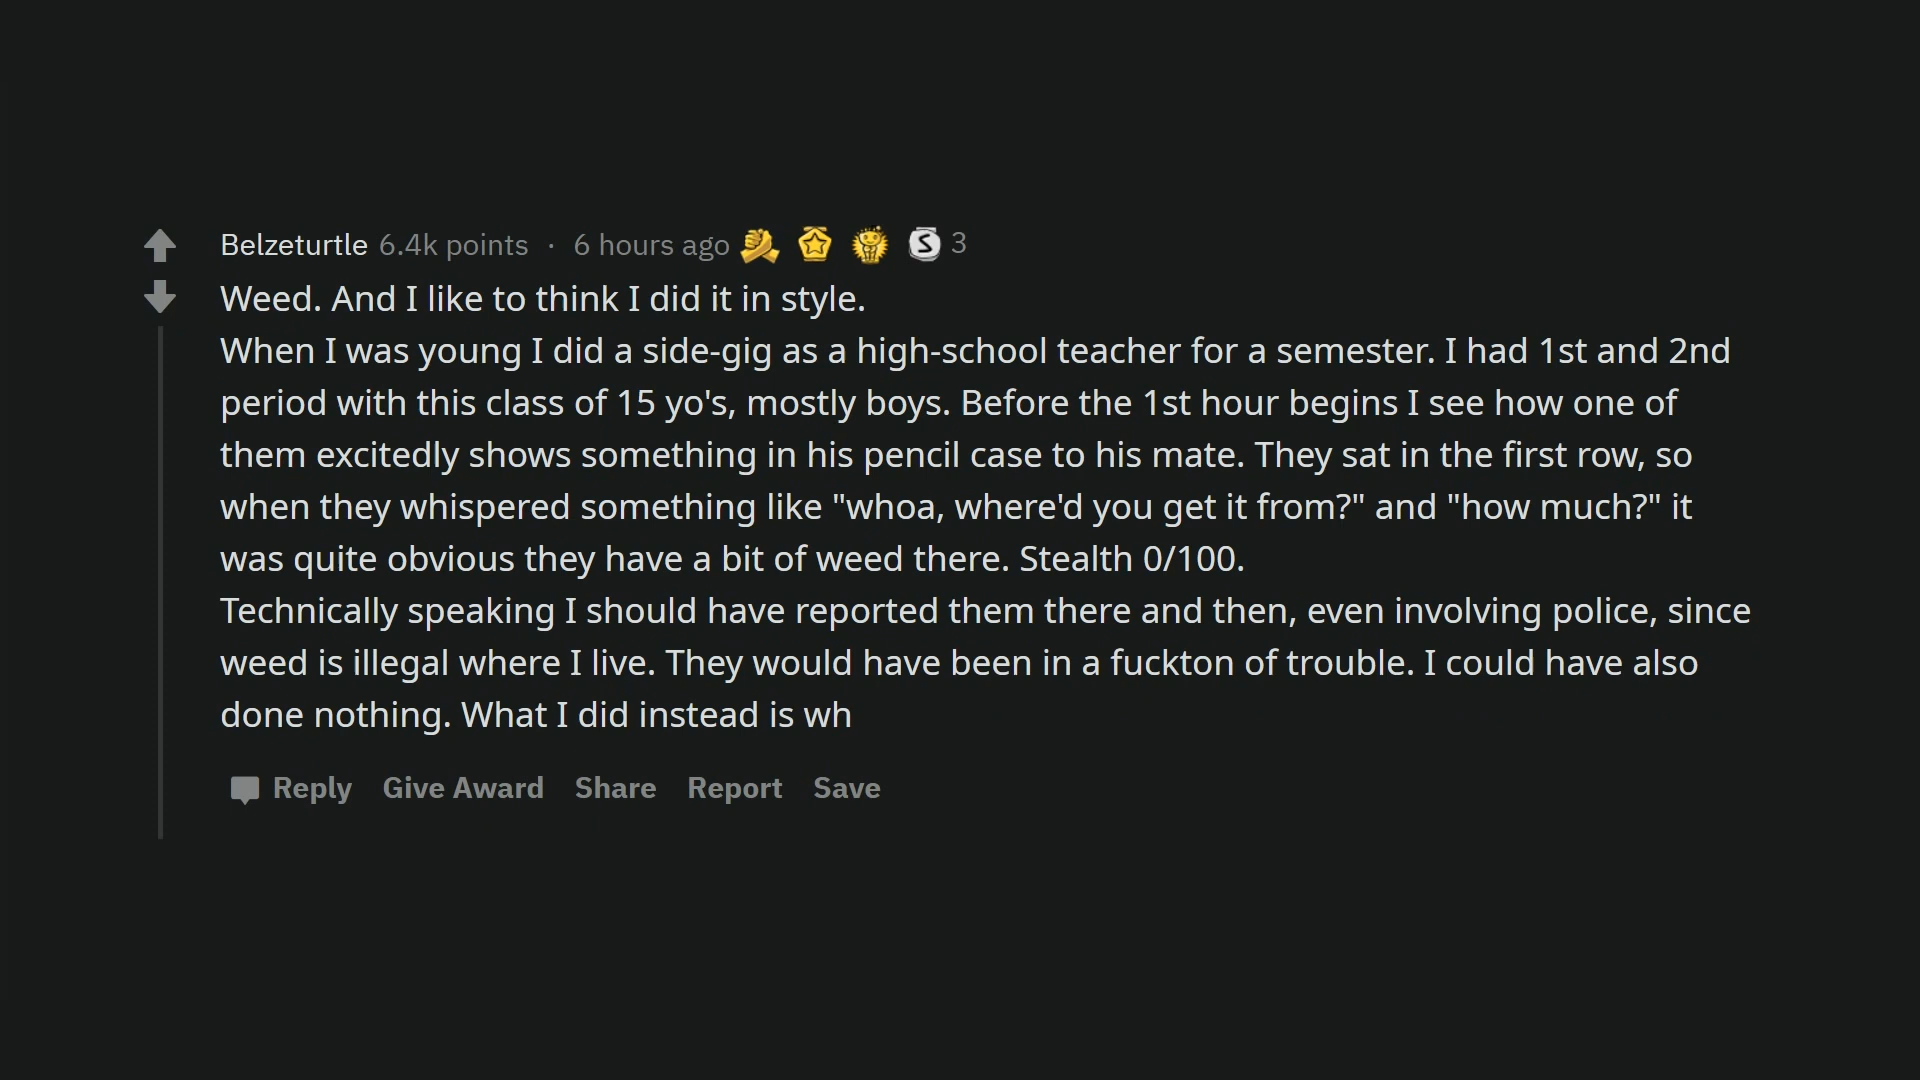 Belzeturtle 6.4k points · 6 hours ago S 3
Weed. And I like to think I did it in style.
When I was young I did a side-gig as a high-school teacher for a semester. I had 1st and 2nd
period with this class of 15 yo's, mostly boys. Before the 1st hour begins I see how one of
them excitedly shows something in his pencil case to his mate. They sat in the first row, so
when they whispered something like "whoa, where'd you get it from?" and "how much?" it
was quite obvious they have a bit of weed there. Stealth 0/100.
Technically speaking I should have reported them there and then, even involving police, since
weed is illegal where I live. They would have been in a fuckton of trouble. I could have also
done nothing. What I did instead is wh
Reply Give Award Share Report Save